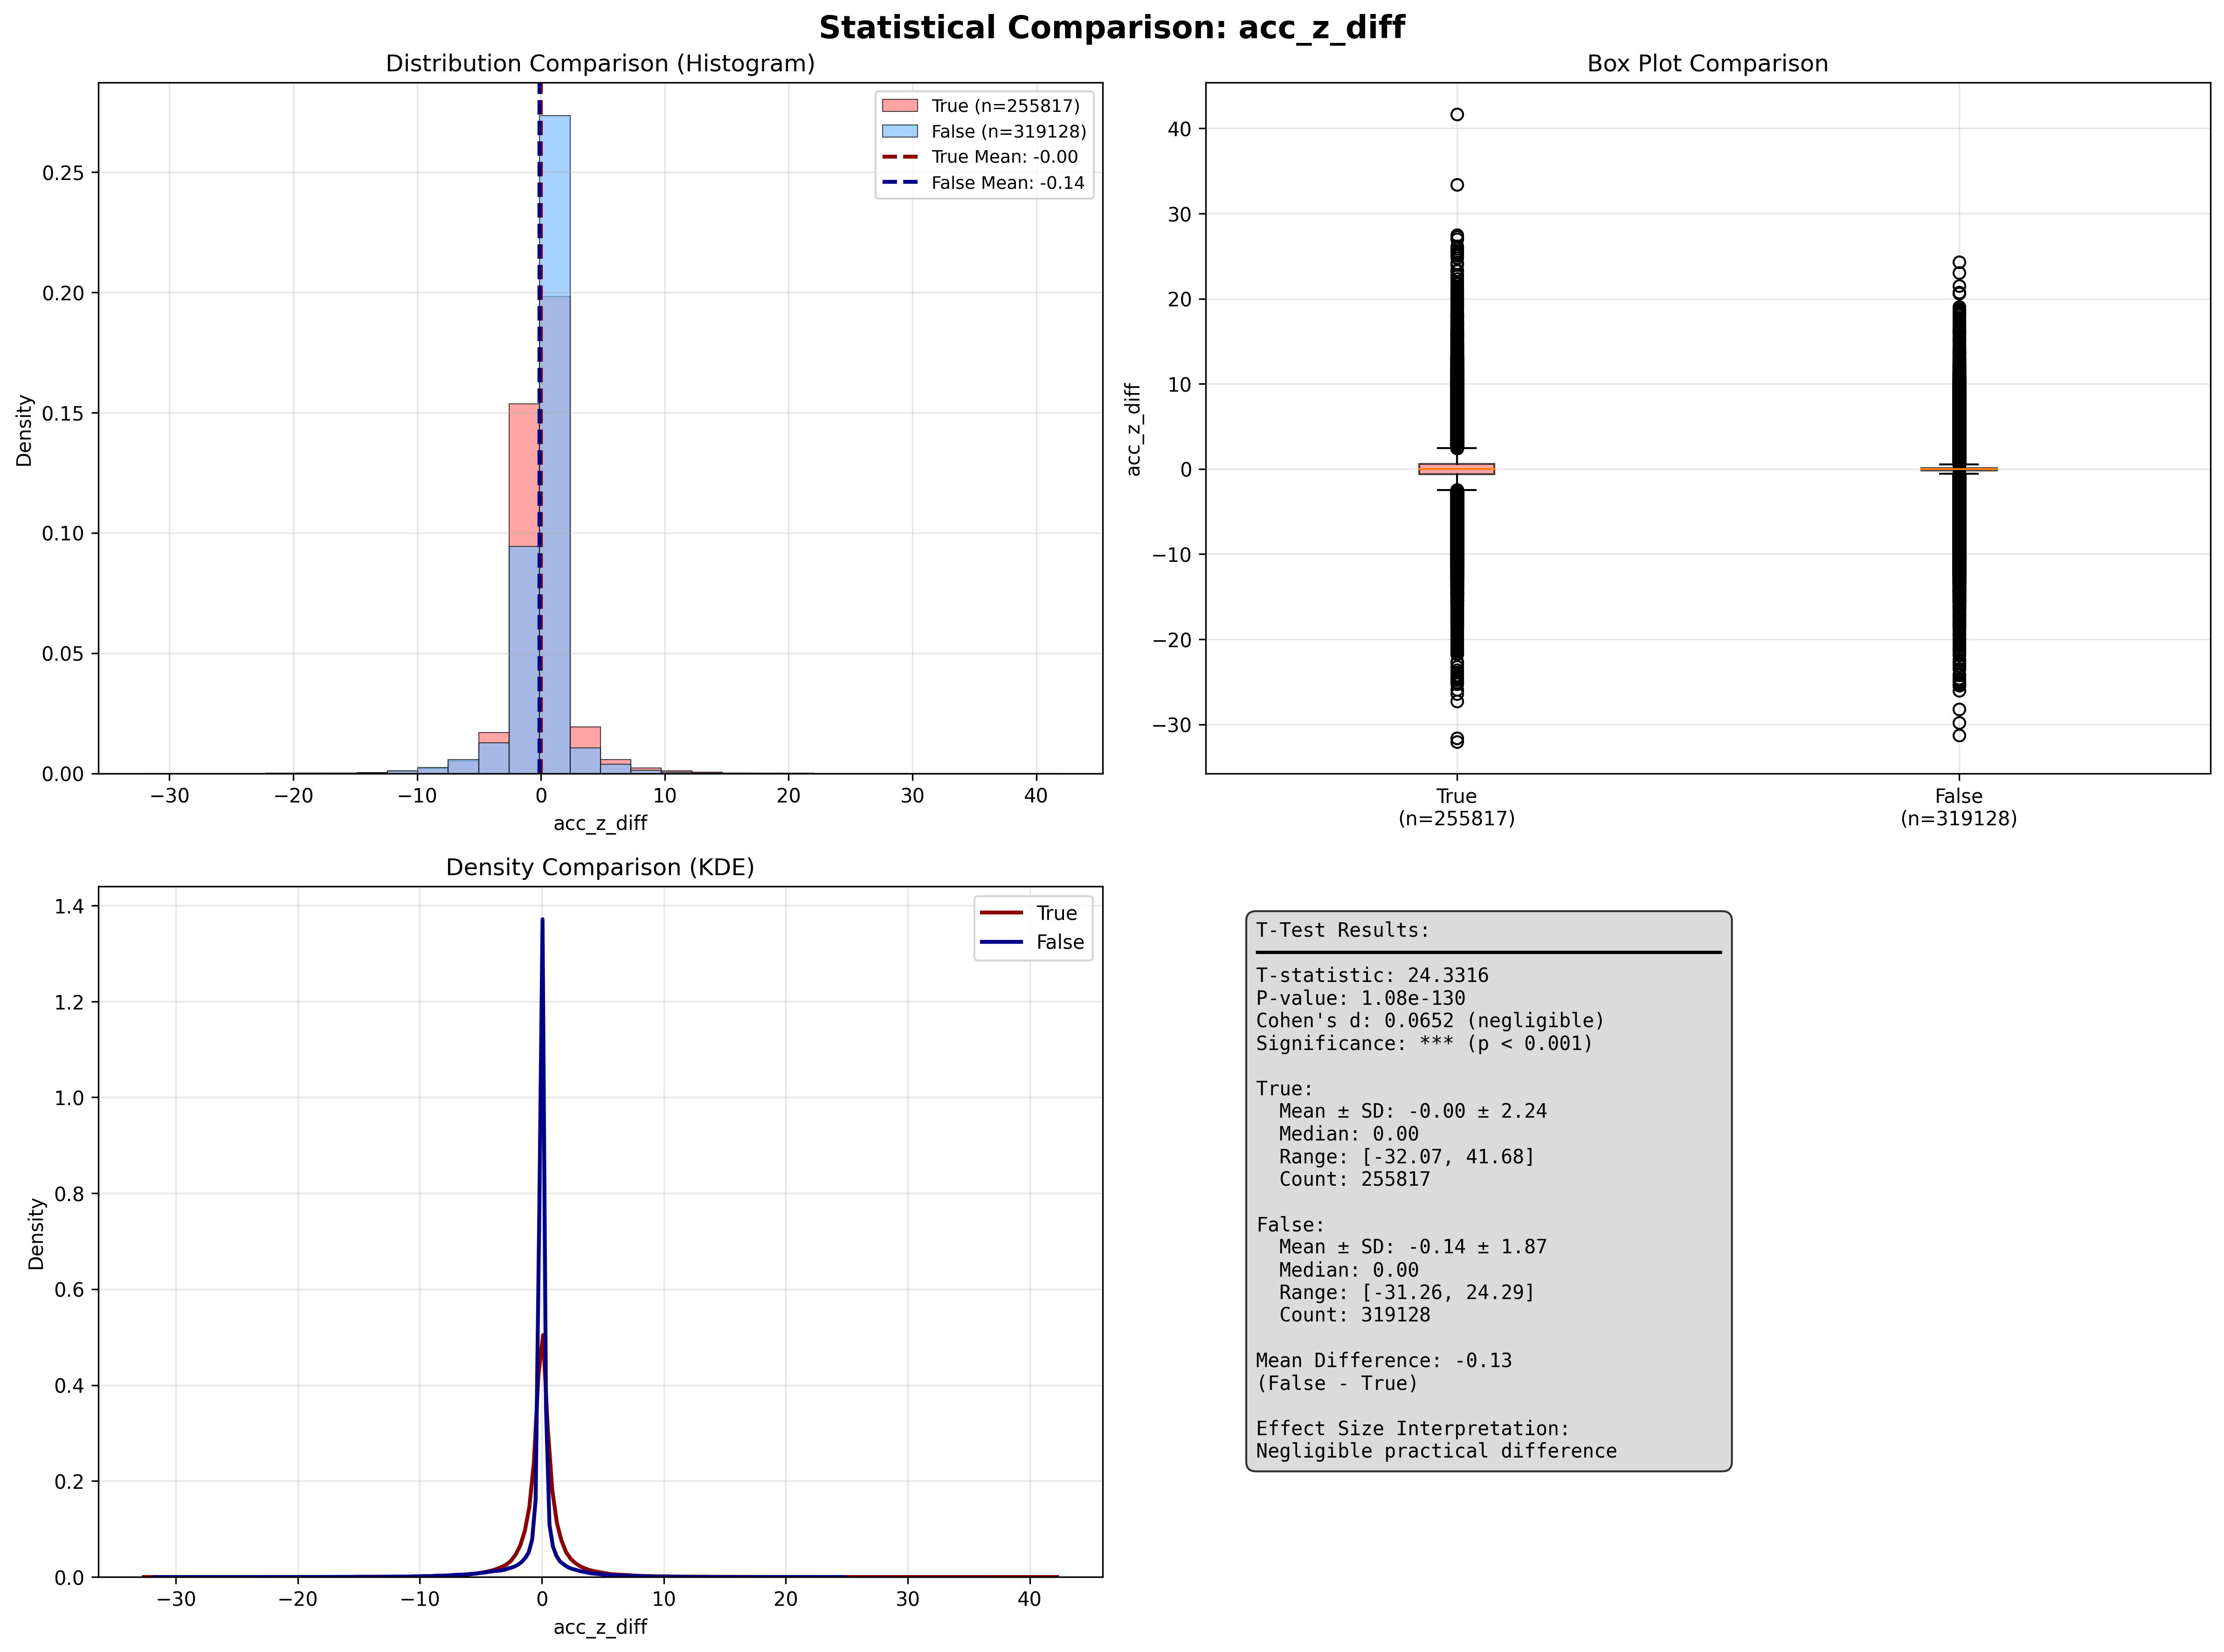 Statistical Comparison: acc_z_diff
Distribution Comparison (Histogram)
Density
0.25
0.20
0.15
0.10
0.05
0.00
−30 −20 −10 0 10 20 30 40
acc_z_diff
True (n=255817)
False (n=319128)
True Mean: -0.00
False Mean: -0.14
Box Plot Comparison
acc_z_diff
40
30
20
10
0
−10
−20
−30
True
(n=255817)
False
(n=319128)
Density Comparison (KDE)
Density
1.4
1.2
1.0
0.8
0.6
0.4
0.2
0.0
−30 −20 −10 0 10 20 30 40
acc_z_diff
True
False
T-Test Results:
T-statistic: 24.3316
P-value: 1.08e-130
Cohen's d: 0.0652 (negligible)
Significance: *** (p < 0.001)
True:
Mean ± SD: -0.00 ± 2.24
Median: 0.00
Range: [-32.07, 41.68]
Count: 255817
False:
Mean ± SD: -0.14 ± 1.87
Median: 0.00
Range: [-31.26, 24.29]
Count: 319128
Mean Difference: -0.13
(False - True)
Effect Size Interpretation:
Negligible practical difference